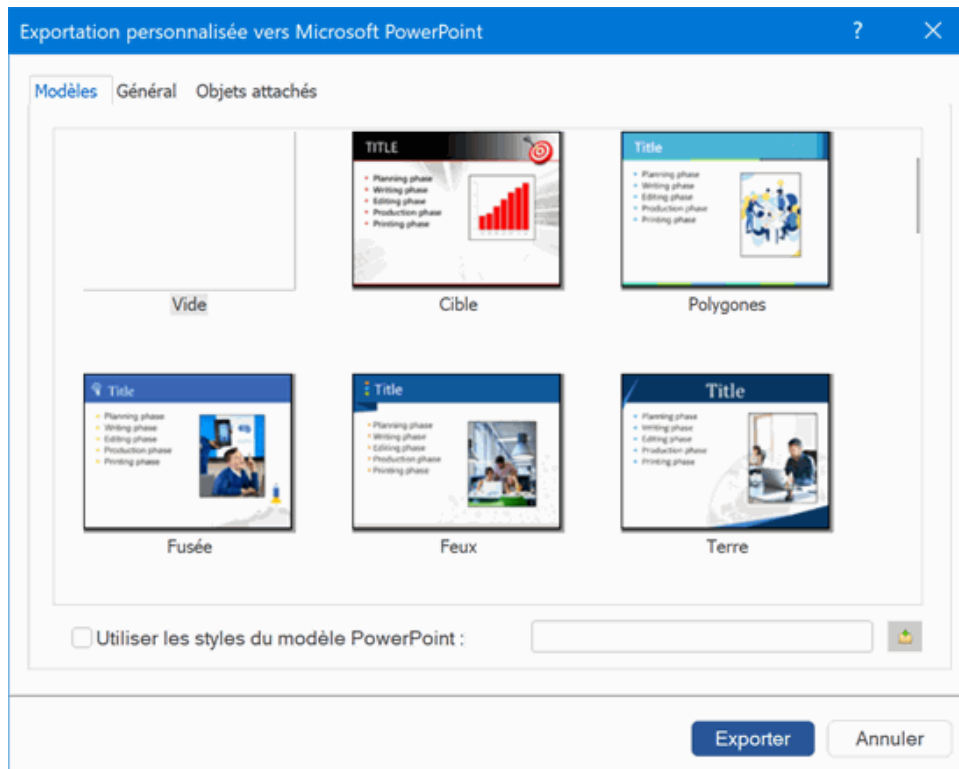 Exportation personnalisée vers Microsoft PowerPoint ? ×
Modèles Général Objets attachés
TITLE
Planning phase
Writing phase
Editing phase
Production phase
Printing phase
Title
Planning phase
Writing phase
Editing phase
Production phase
Printing phase
Vide Cible Polygones
Title
Planning phase
Writing phase
Editing phase
Production phase
Printing phase
Title
Planning phase
Writing phase
Editing phase
Production phase
Printing phase
Title
Planning phase
Writing phase
Editing phase
Production phase
Printing phase
Fusée Feux Terre
Utiliser les styles du modèle PowerPoint :
Exporter Annuler